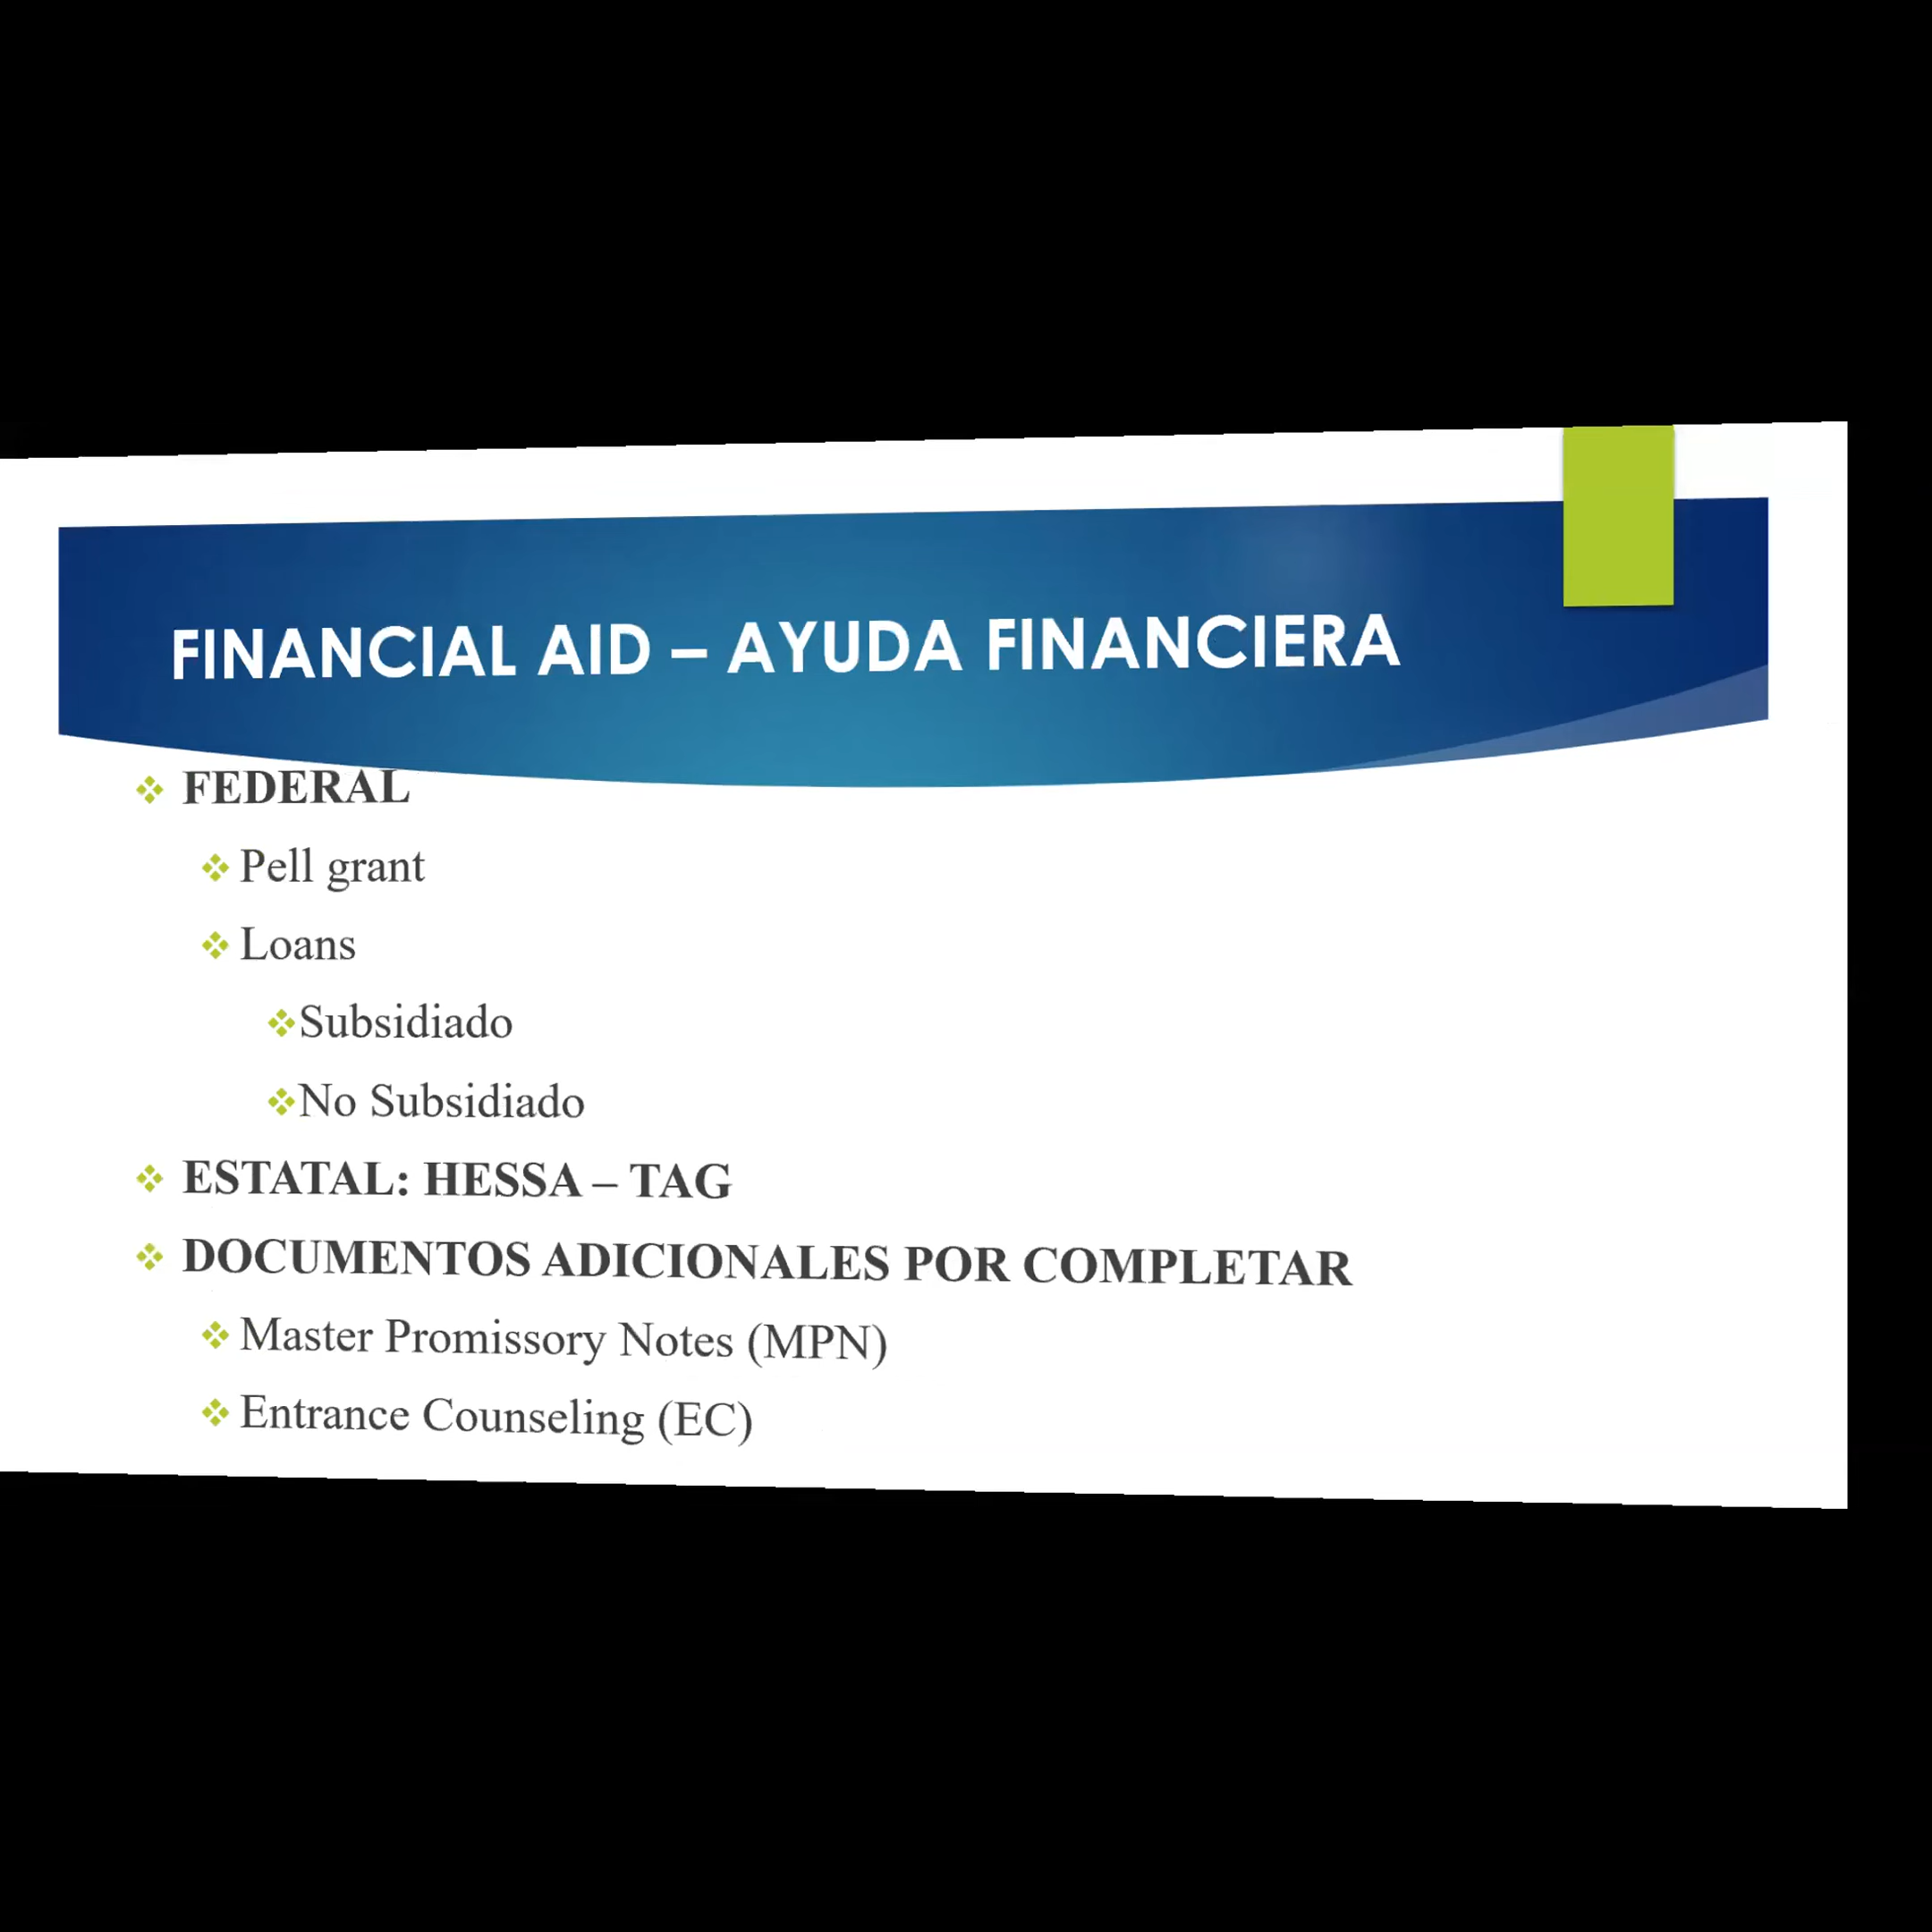 FINANCIAL AID – AYUDA FINANCIERA
FEDERAL
Pell grant
Loans
Subsidiado
No Subsidiado
ESTATAL: HESSA – TAG
DOCUMENTOS ADICIONALES POR COMPLETAR
Master Promissory Notes (MPN)
Entrance Counseling (EC)